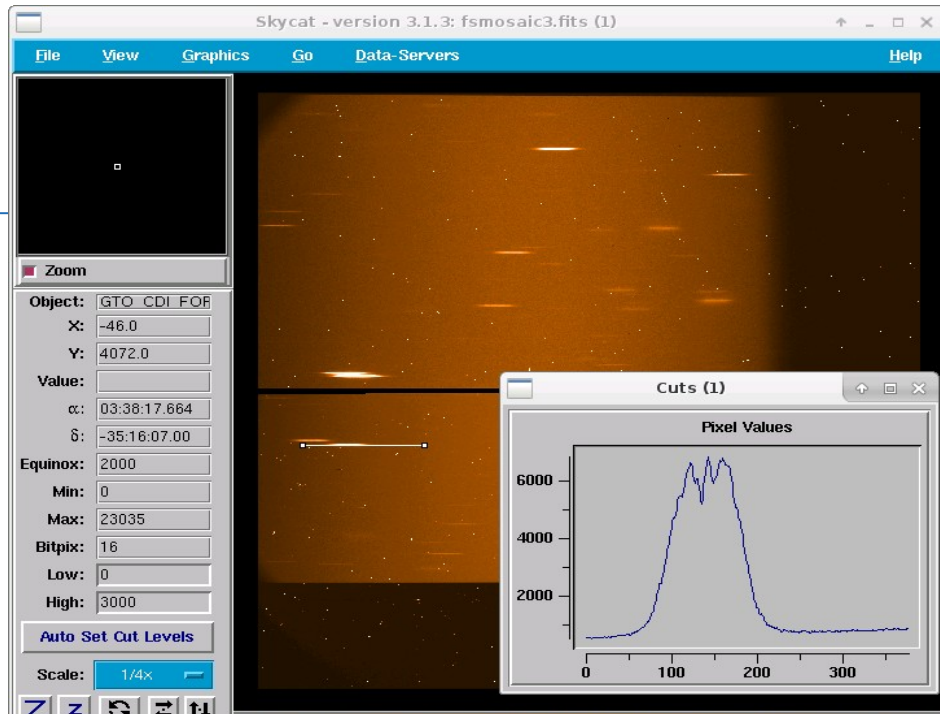 Skycat - version 3.1.3: fsmosaic3.fits (1)
File View Graphics Go Data-Servers Help
Zoom
Object: GTO_CDI_FOR
X: -46.0
Y: 4072.0
Value:
α: 03:38:17.664
δ: -35:16:07.00
Equinox: 2000
Min: 0
Max: 23035
Bitpix: 16
Low: 0
High: 3000
Auto Set Cut Levels
Scale: 1/4x
Z z
Cuts (1)
Pixel Values
6000
4000
2000
0 100 200 300